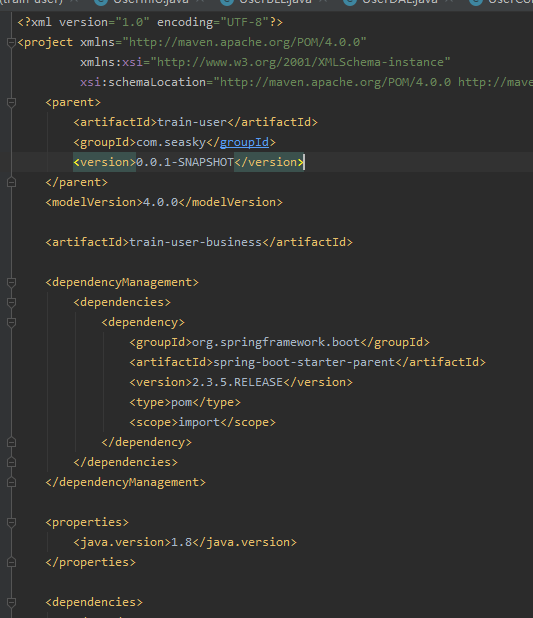 UserDAL.java
<?xml version="1.0" encoding="UTF-8"?>
<project xmlns="http://maven.apache.org/POM/4.0.0"
xmlns:xsi="http://www.w3.org/2001/XMLSchema-instance"
xsi:schemaLocation="http://maven.apache.org/POM/4.0.0 http://mave
<parent>
<artifactId>train-user</artifactId>
<groupId>com.seasky</groupId>
<version>0.0.1-SNAPSHOT</version>
</parent>
<modelVersion>4.0.0</modelVersion>
<artifactId>train-user-business</artifactId>
<dependencyManagement>
<dependencies>
<dependency>
<groupId>org.springframework.boot</groupId>
<artifactId>spring-boot-starter-parent</artifactId>
<version>2.3.5.RELEASE</version>
<type>pom</type>
<scope>import</scope>
</dependency>
</dependencies>
</dependencyManagement>
<properties>
<java.version>1.8</java.version>
</properties>
<dependencies>